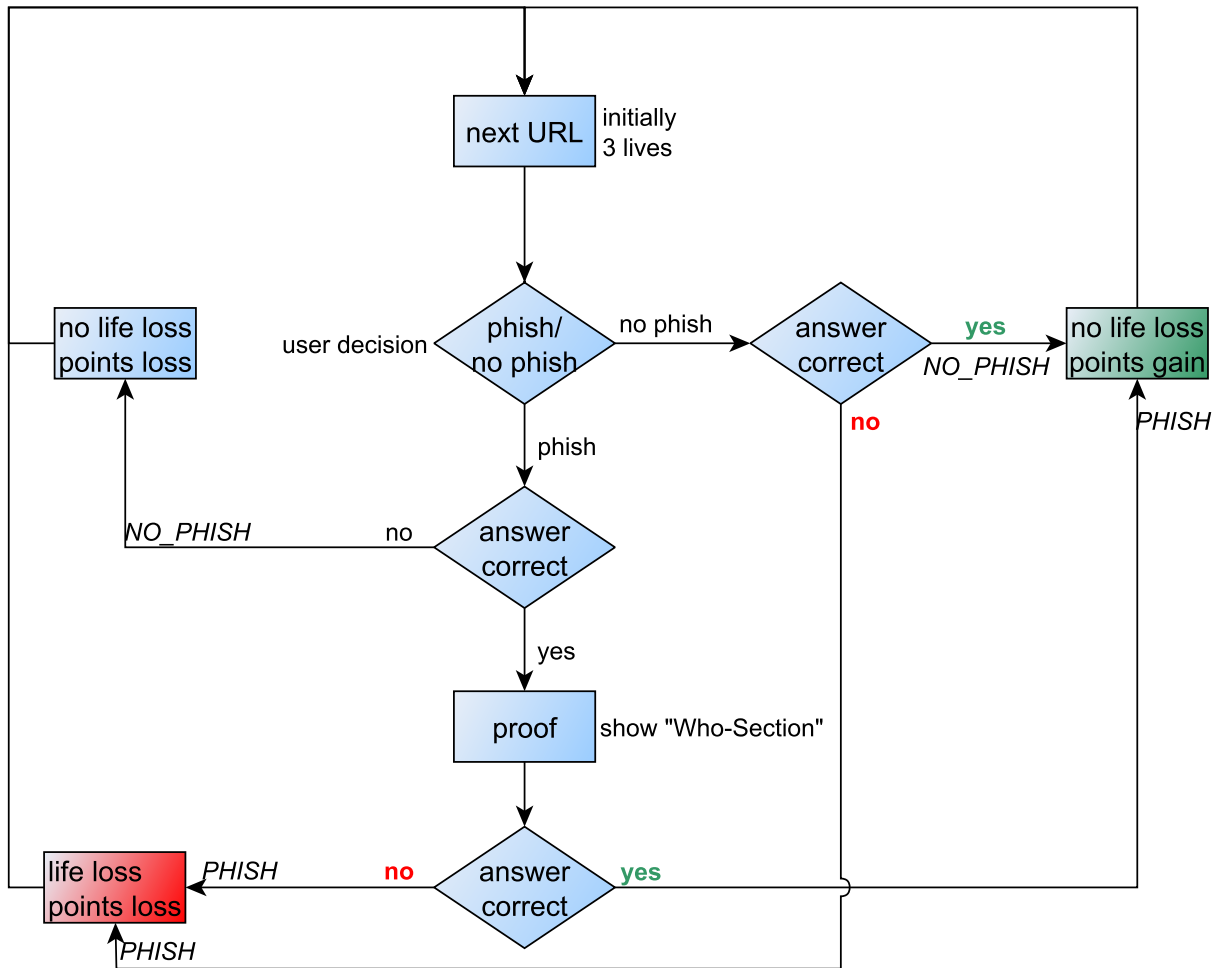 next URL
initially
3 lives
no life loss
points loss
user decision
phish/
no phish
no phish
answer
correct
yes
NO_PHISH
no life loss
points gain
no
PHISH
phish
NO_PHISH
no
answer
correct
yes
proof
show "Who-Section"
life loss
points loss
PHISH
no
answer
correct
yes
PHISH